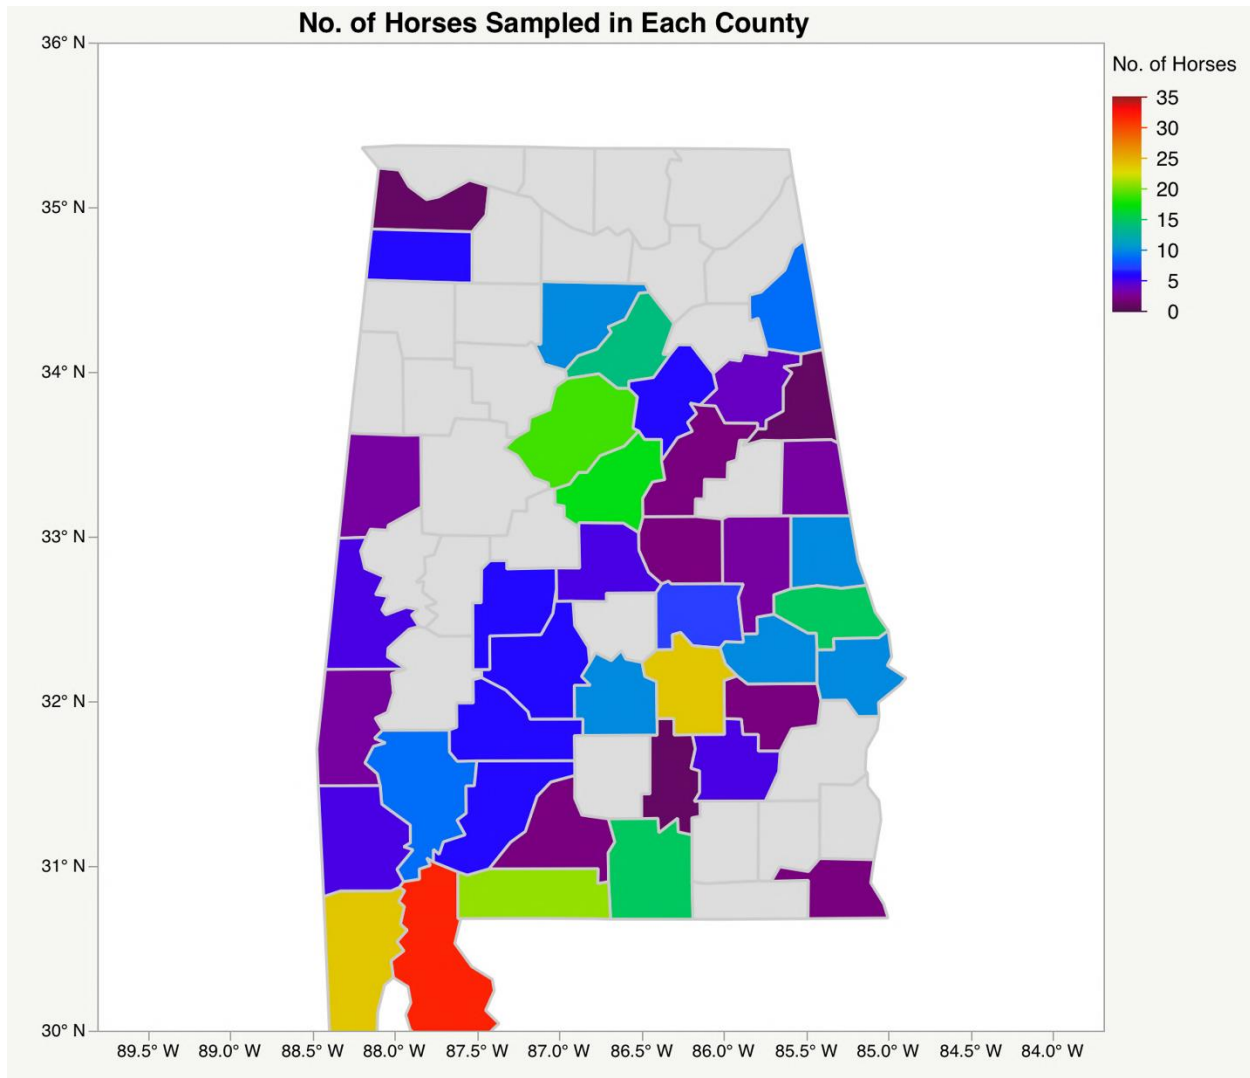 No. of Horses Sampled in Each County
36° N
35° N
34° N
33° N
32° N
31° N
30° N
89.5° W 89.0° W 88.5° W 88.0° W 87.5° W 87.0° W 86.5° W 86.0° W 85.5° W 85.0° W 84.5° W 84.0° W
No. of Horses
35
30
25
20
15
10
5
0